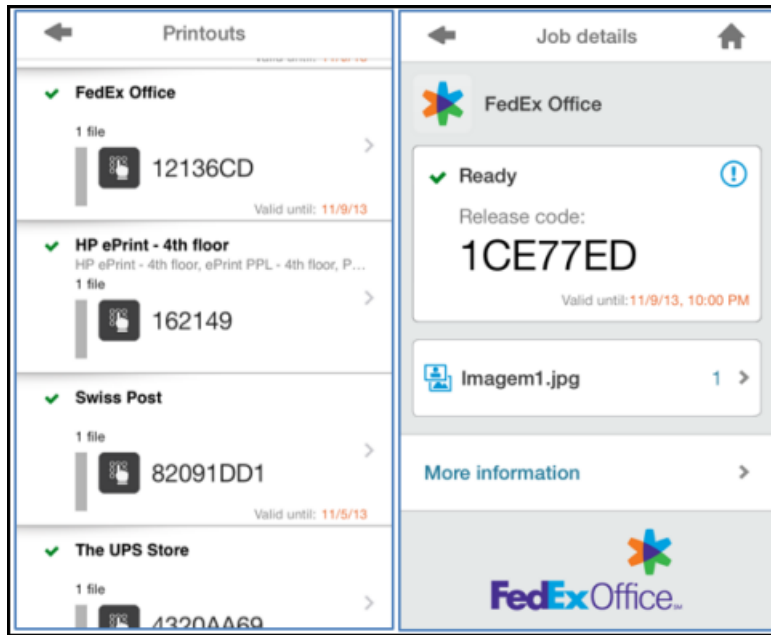 Printouts
FedEx Office
1 file
12136CD
Valid until: 11/9/13
HP ePrint - 4th floor
HP ePrint - 4th floor, ePrint PPL - 4th floor, P...
1 file
162149
Swiss Post
1 file
82091DD1
Valid until: 11/5/13
The UPS Store
1 file
4320AA69
Job details
FedEx Office
Ready
Release code:
1CE77ED
Valid until:11/9/13, 10:00 PM
Imagem1.jpg 1
More information
FedExOffice